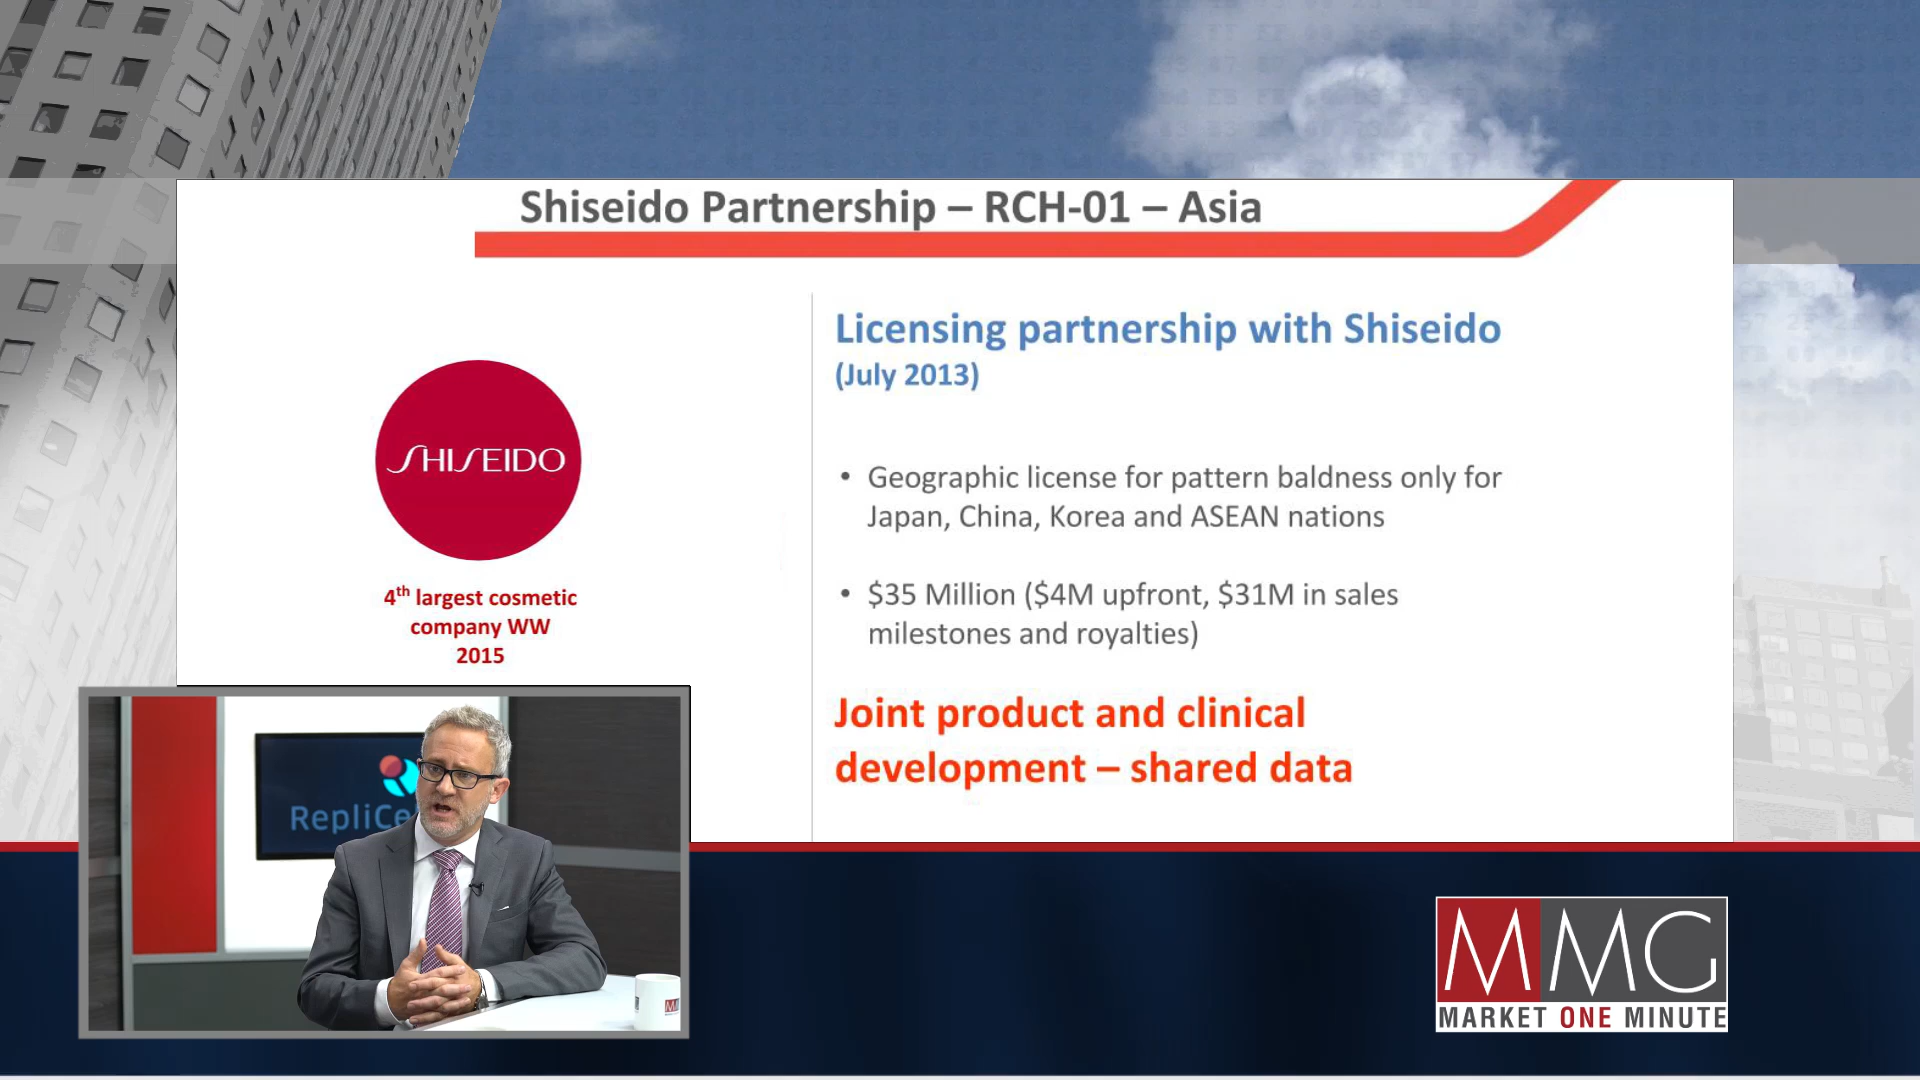 Shiseido Partnership – RCH-01 – Asia
Licensing partnership with Shiseido
(July 2013)
SHISEIDO
• Geographic license for pattern baldness only for
Japan, China, Korea and ASEAN nations
4th largest cosmetic
company WW
2015
• $35 Million ($4M upfront, $31M in sales
milestones and royalties)
Joint product and clinical
development – shared data
RepliCe
MMG
MARKET ONE MINUTE